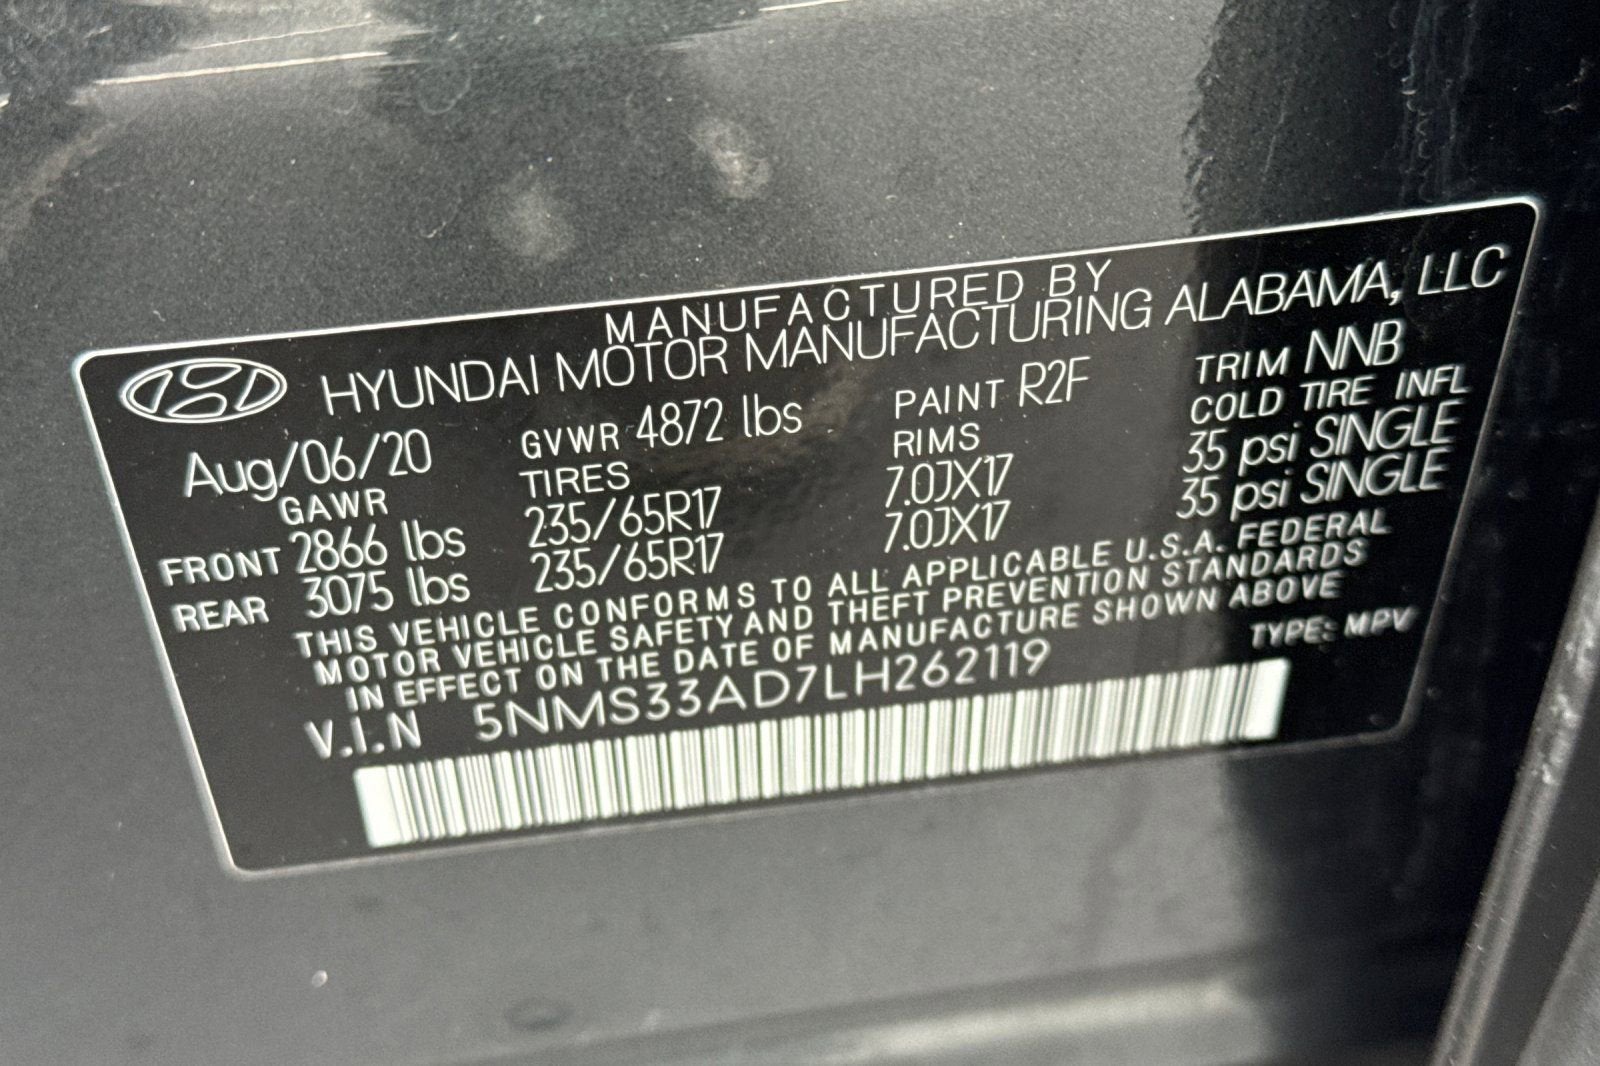 MANUFACTURED BY
HYUNDAI MOTOR MANUFACTURING ALABAMA, LLC
Aug/06/20 GVWR 4872 lbs PAINT R2F TRIM NNB
GAWR TIRES RIMS COLD TIRE INFL
FRONT 2866 lbs 235/65R17 7.0JX17 35 psi SINGLE
REAR 3075 lbs 235/65R17 7.0JX17 35 psi SINGLE
THIS VEHICLE CONFORMS TO ALL APPLICABLE U.S.A. FEDERAL
MOTOR VEHICLE SAFETY AND THEFT PREVENTION STANDARDS
IN EFFECT ON THE DATE OF MANUFACTURE SHOWN ABOVE
V.I.N 5NMS33AD7LH262119 TYPE: MPV